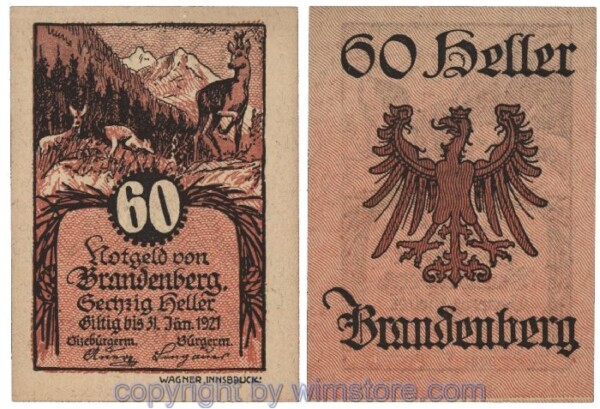 60
Notgeld von
Brandenberg.
Sechzig Heller
Giltig bis 31. Jän. 1921
Vizebürgerm. Bürgerm.
WAGNER, INNSBRUCK.
60 Heller
Brandenberg
copyright by wimstore.com